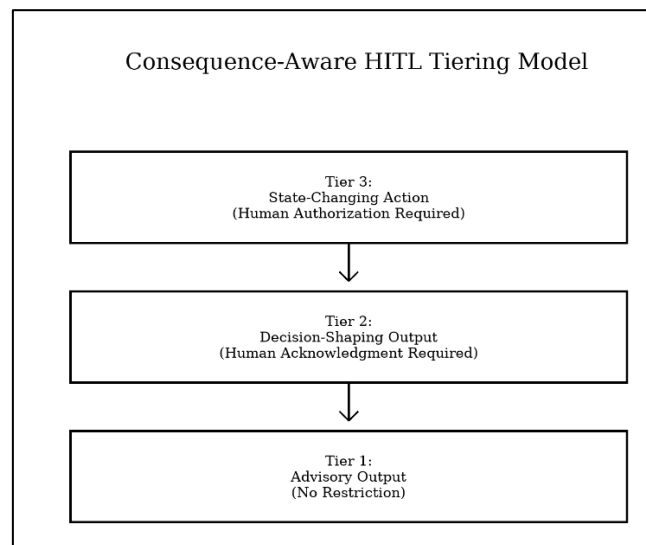 Consequence-Aware HITL Tiering Model
Tier 3:
State-Changing Action
(Human Authorization Required)
Tier 2:
Decision-Shaping Output
(Human Acknowledgment Required)
Tier 1:
Advisory Output
(No Restriction)